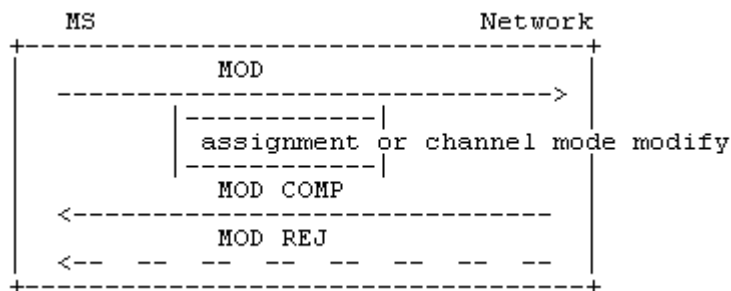 MS Network
MOD
assignment or channel mode modify
MOD COMP
MOD REJ